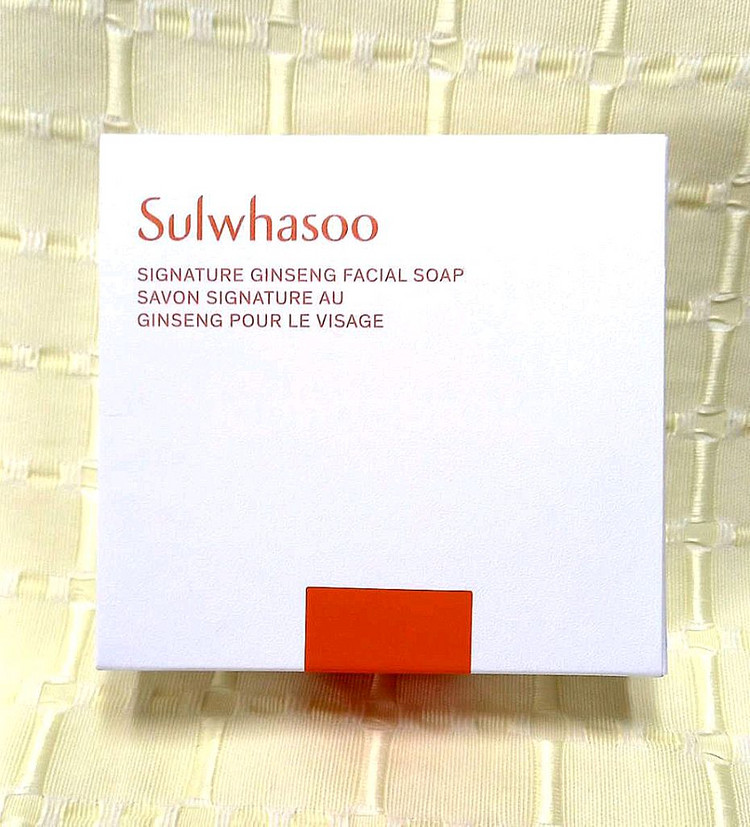 Sulwhasoo
SIGNATURE GINSENG FACIAL SOAP
SAVON SIGNATURE AU
GINSENG POUR LE VISAGE